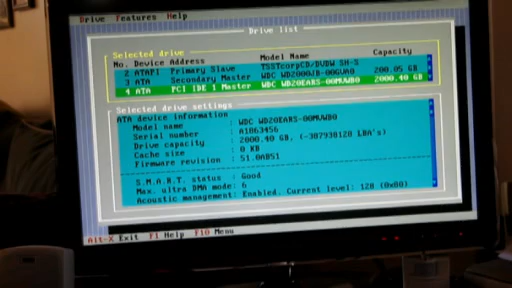 Drive Features Help
Drive list
Selected drive
No. Device Address Model Name Capacity
2 ATAPI Primary Slave TSSTcorpCD/DVDW SH-S
3 ATA Secondary Master WDC WD2000JB-00GVA0 200.05 GB
4 ATA PCI IDE 1 Master WDC WD20EARS-00MVWB0 2000.40 GB
Selected drive settings
ATA device information
Model name : WDC WD20EARS-00MVWB0
Serial number : A1863456
Drive capacity : 2000.40 GB, (-387938128 LBA's)
Cache size : 0 KB
Firmware revision : 51.0AB51
S.M.A.R.T. status : Good
Max. ultra DMA mode: 6
Acoustic management: Enabled. Current level: 128 (0x80)
Alt-X Exit F1 Help F10 Menu